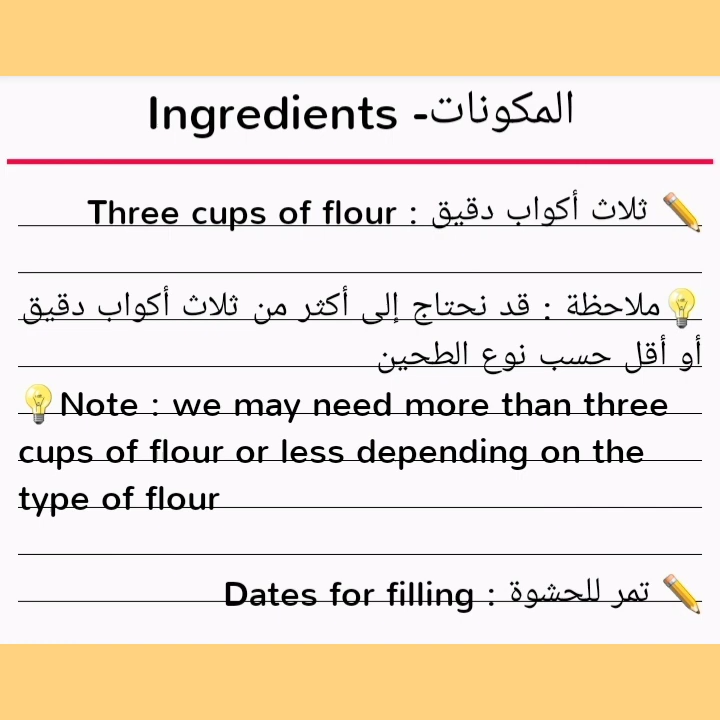 Ingredients -المكونات
✏️ ثلاث أكواب دقيق : Three cups of flour
💡ملاحظة : قد نحتاج إلى أكثر من ثلاث أكواب دقيق
أو أقل حسب نوع الطحين
💡Note : we may need more than three
cups of flour or less depending on the
type of flour
✏️ تمر للحشوة : Dates for filling